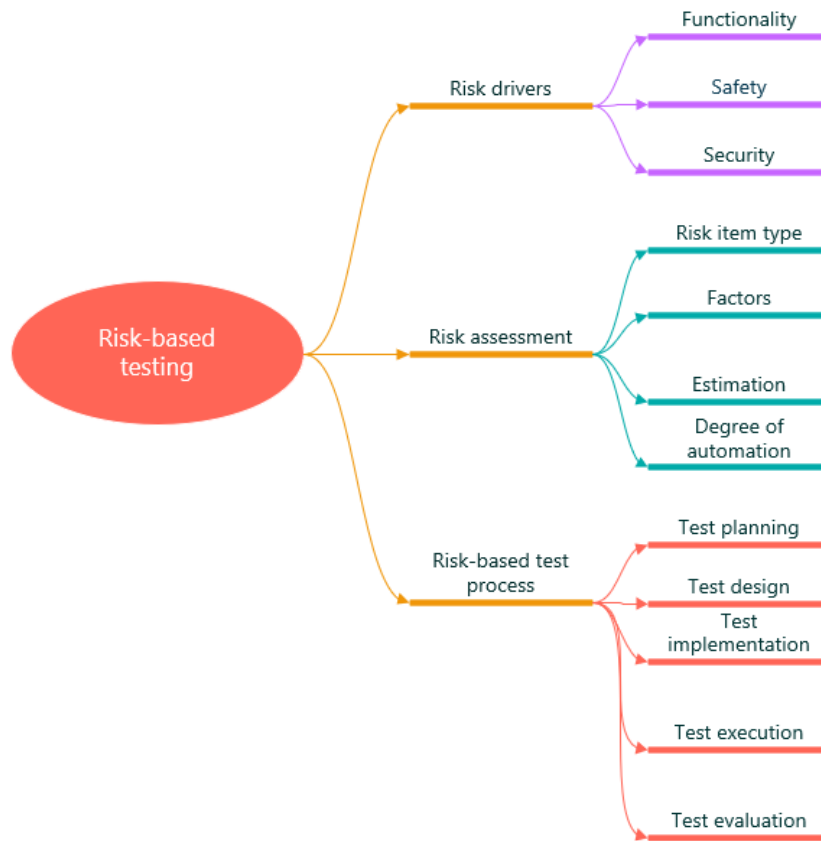 Risk-based
testing
Risk drivers
Functionality
Safety
Security
Risk assessment
Risk item type
Factors
Estimation
Degree of
automation
Risk-based test
process
Test planning
Test design
Test
implementation
Test execution
Test evaluation